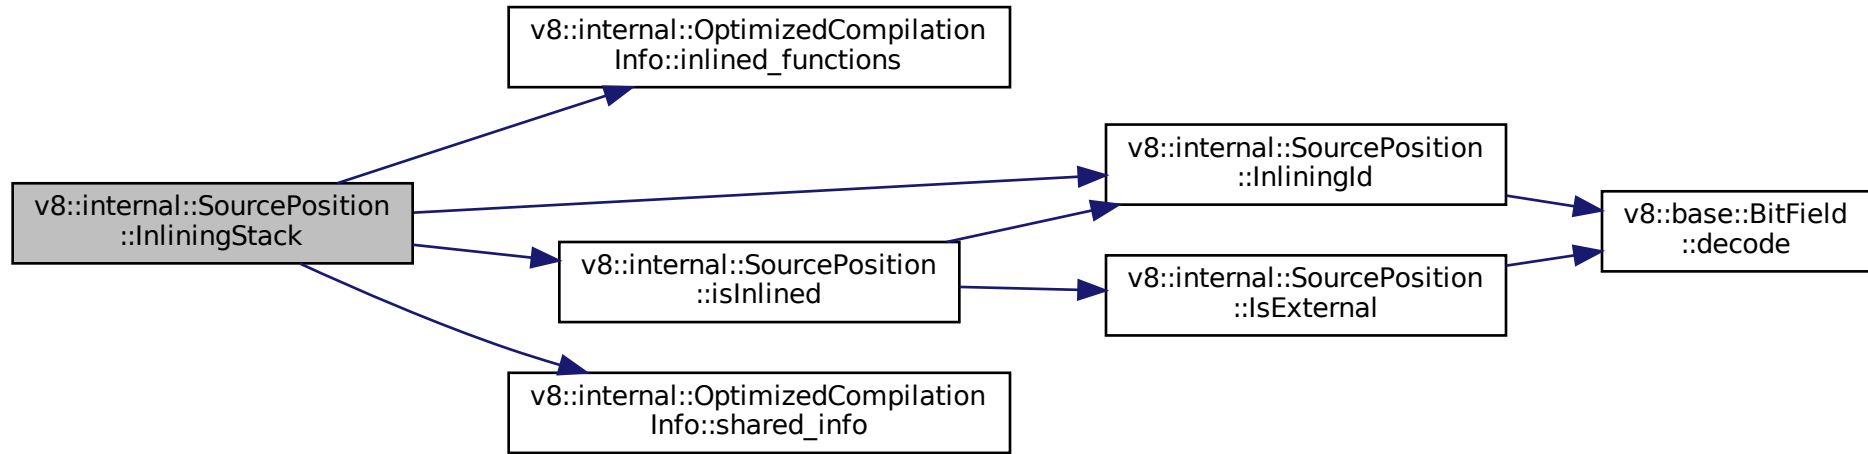 v8::internal::OptimizedCompilation
Info::inlined_functions
v8::internal::SourcePosition
::InliningId
v8::internal::SourcePosition
::InliningStack
v8::base::BitField
::decode
v8::internal::SourcePosition
::isInlined
v8::internal::SourcePosition
::IsExternal
v8::internal::OptimizedCompilation
Info::shared_info